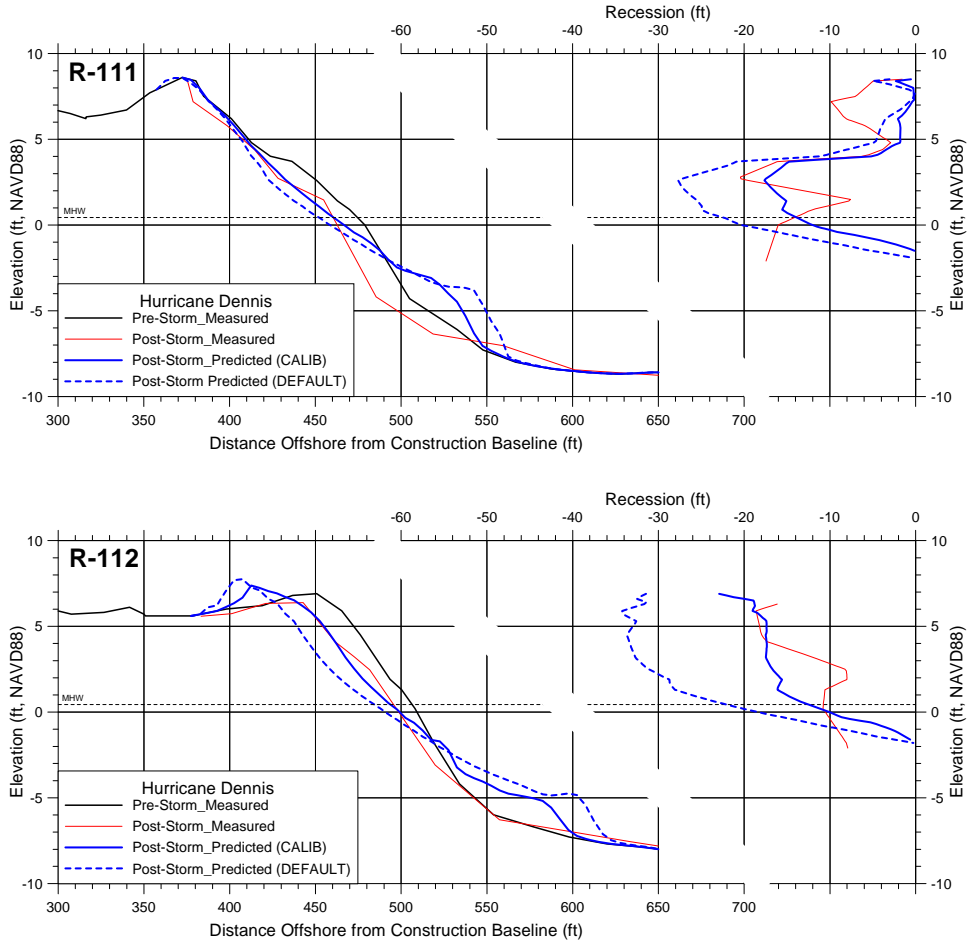 Recession (ft)
-60 -50 -40 -30 -20 -10 0
10 10
R-111
5 5
MHW
0 0
-5 -5
-10 -10
Elevation (ft, NAVD88)
Elevation (ft, NAVD88)
Hurricane Dennis
Pre-Storm_Measured
Post-Storm_Measured
Post-Storm_Predicted (CALIB)
Post-Storm Predicted (DEFAULT)
300 350 400 450 500 550 600 650 700
Distance Offshore from Construction Baseline (ft)
Recession (ft)
-60 -50 -40 -30 -20 -10 0
10 10
R-112
5 5
MHW
0 0
-5 -5
-10 -10
Elevation (ft, NAVD88)
Elevation (ft, NAVD88)
Hurricane Dennis
Pre-Storm_Measured
Post-Storm_Measured
Post-Storm_Predicted (CALIB)
Post-Storm_Predicted (DEFAULT)
300 350 400 450 500 550 600 650 700
Distance Offshore from Construction Baseline (ft)